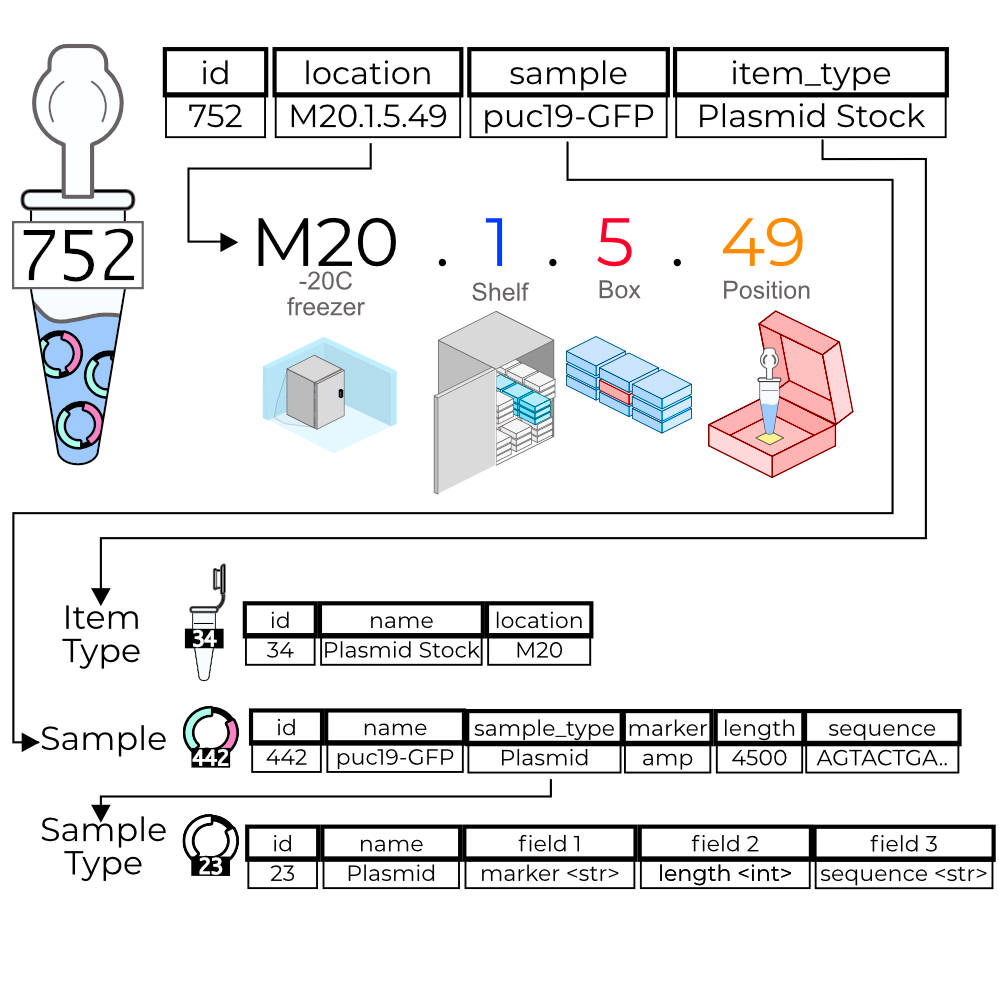 id location sample item_type
752 M20.1.5.49 puc19-GFP Plasmid Stock
752
M20 . 1 . 5 . 49
-20C
freezer
Shelf
Box
Position
Item
Type
34
id name location
34 Plasmid Stock M20
Sample
442
id name sample_type marker length sequence
442 puc19-GFP Plasmid amp 4500 AGTACTGA..
Sample
Type
23
id name field 1 field 2 field 3
23 Plasmid marker <str> length <int> sequence <str>